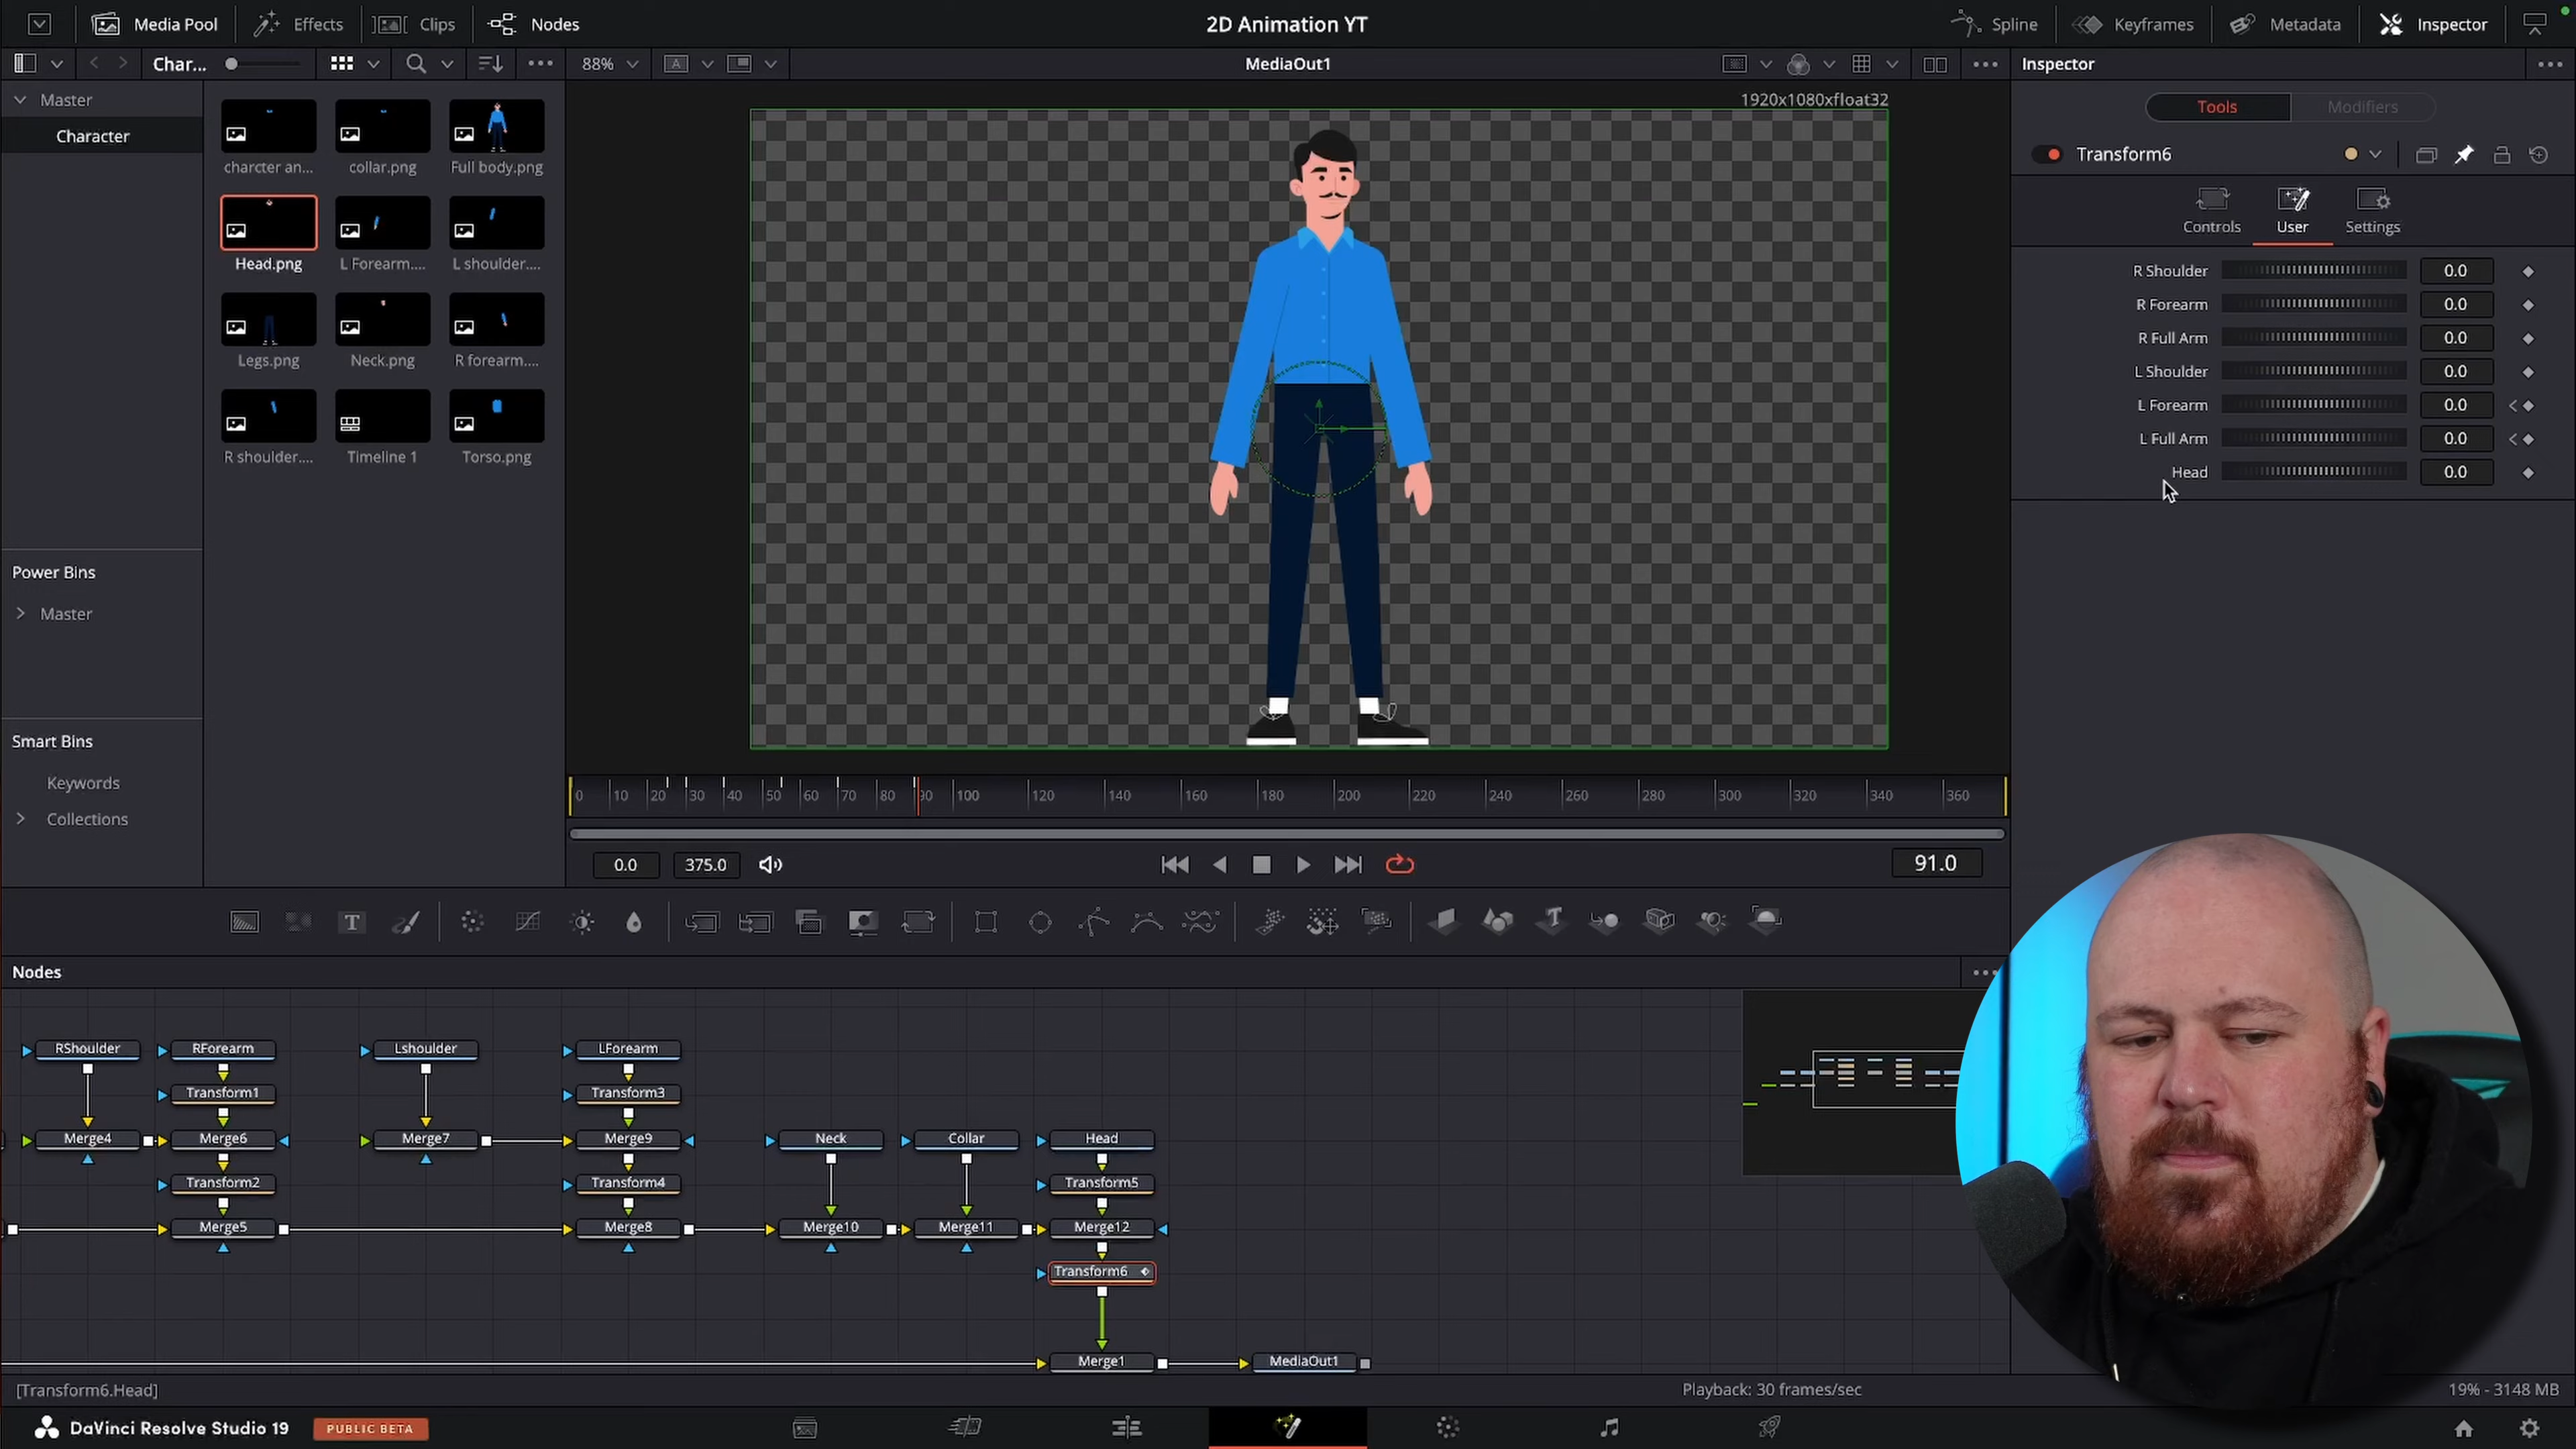 Media Pool Effects Clips Nodes 2D Animation YT Spline Keyframes Metadata Inspector
Char... 88% A MediaOut1 Inspector
Master
Character
charcter an... collar.png Full body.png
Head.png L Forearm.... L shoulder....
Legs.png Neck.png R forearm....
R shoulder.... Timeline 1 Torso.png
Power Bins
Master
Smart Bins
Keywords
Collections
1920x1080xfloat32
Tools Modifiers
Transform6
Controls User Settings
R Shoulder 0.0
R Forearm 0.0
R Full Arm 0.0
L Shoulder 0.0
L Forearm 0.0
L Full Arm 0.0
Head 0.0
0 10 20 30 40 50 60 70 80 90 100 120 140 160 180 200 220 240 260 280 300 320 340 360
0.0 375.0 91.0
T
Nodes
RShoulder RForearm Lshoulder LForearm
Transform1 Transform3
Merge4 Merge6 Merge7 Merge9 Neck Collar Head
Transform2 Transform4 Transform5
Merge5 Merge8 Merge10 Merge11 Merge12
Transform6
Merge1 MediaOut1
[Transform6.Head] Playback: 30 frames/sec 19% - 3148 MB
DaVinci Resolve Studio 19 PUBLIC BETA